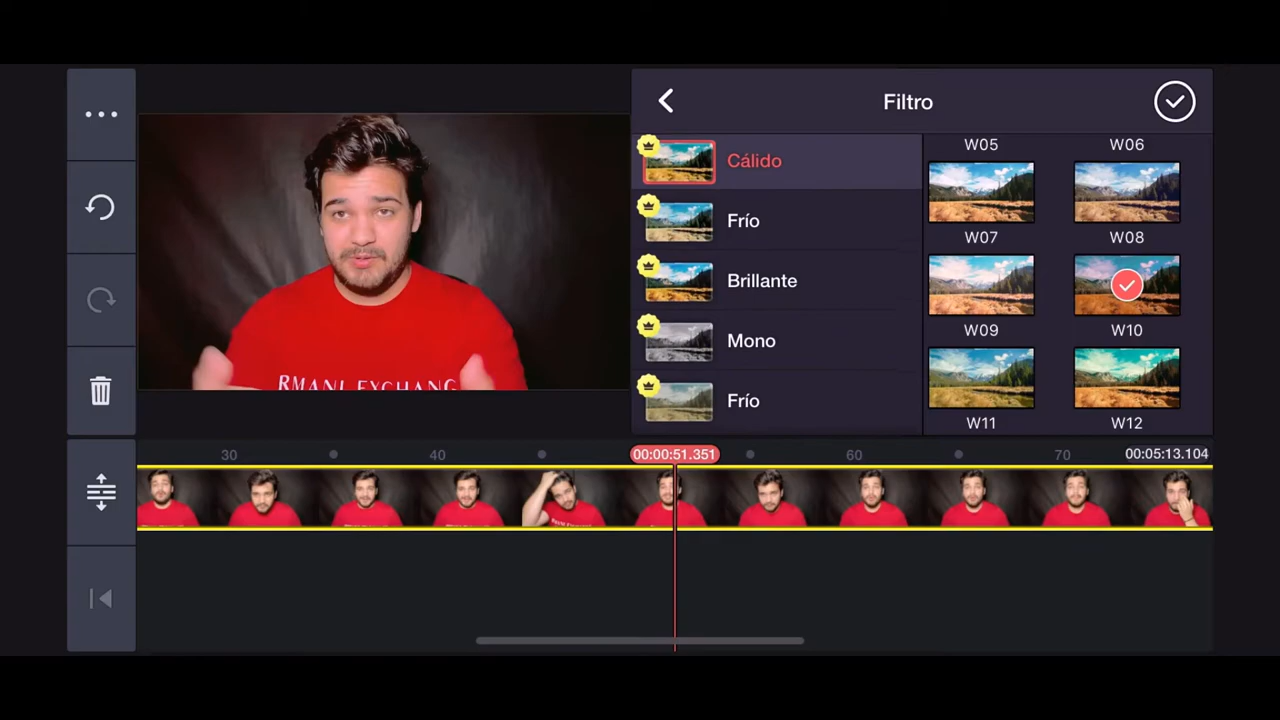 Filtro
Cálido
Frío
Brillante
Mono
Frío
W05
W06
W07
W08
W09
W10
W11
W12
RMANI EXCHANG
30
40
00:00:51.351
60
70
00:05:13.104